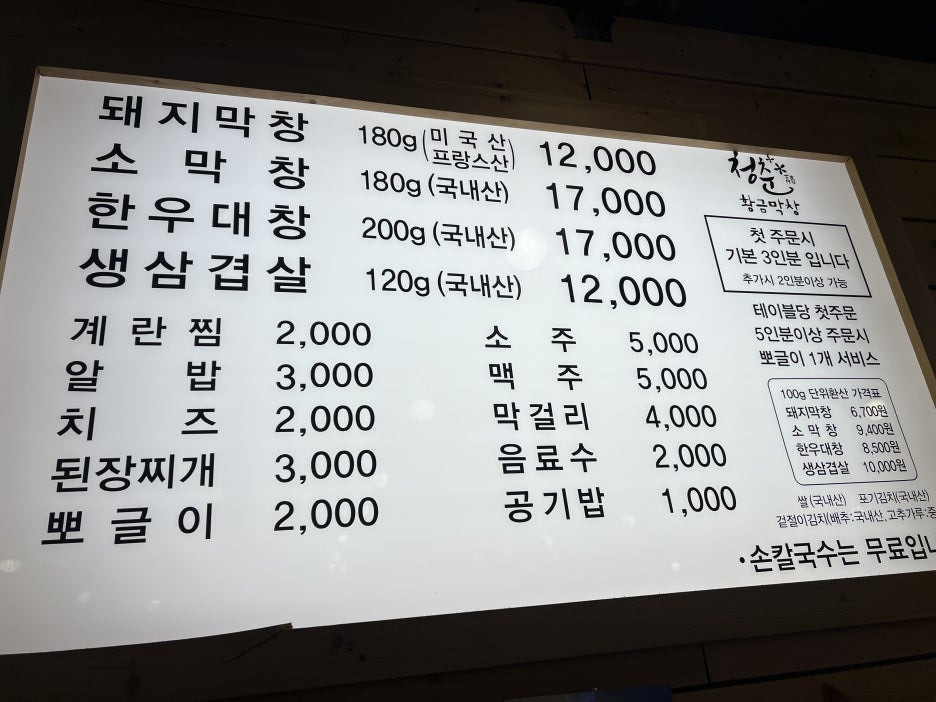 돼지막창 180g (미국산 프랑스산) 12,000
소막창 180g (국내산) 17,000
한우대창 200g (국내산) 17,000
생삼겹살 120g (국내산) 12,000
계란찜 2,000
알밥 3,000
치즈 2,000
된장찌개 3,000
뽀글이 2,000
소주 5,000
맥주 5,000
막걸리 4,000
음료수 2,000
공기밥 1,000
청춘
황금막창
첫 주문시
기본 3인분 입니다
추가시 2인분이상 가능
테이블당 첫주문
5인분이상 주문시
뽀글이 1개 서비스
100g 단위환산 가격표
돼지막창 6,700원
소막창 9,400원
한우대창 8,500원
생삼겹살 10,000원
쌀(국내산) 포기김치(국내산)
겉절이김치(배추:국내산, 고추가루:중
·손칼국수는 무료입니